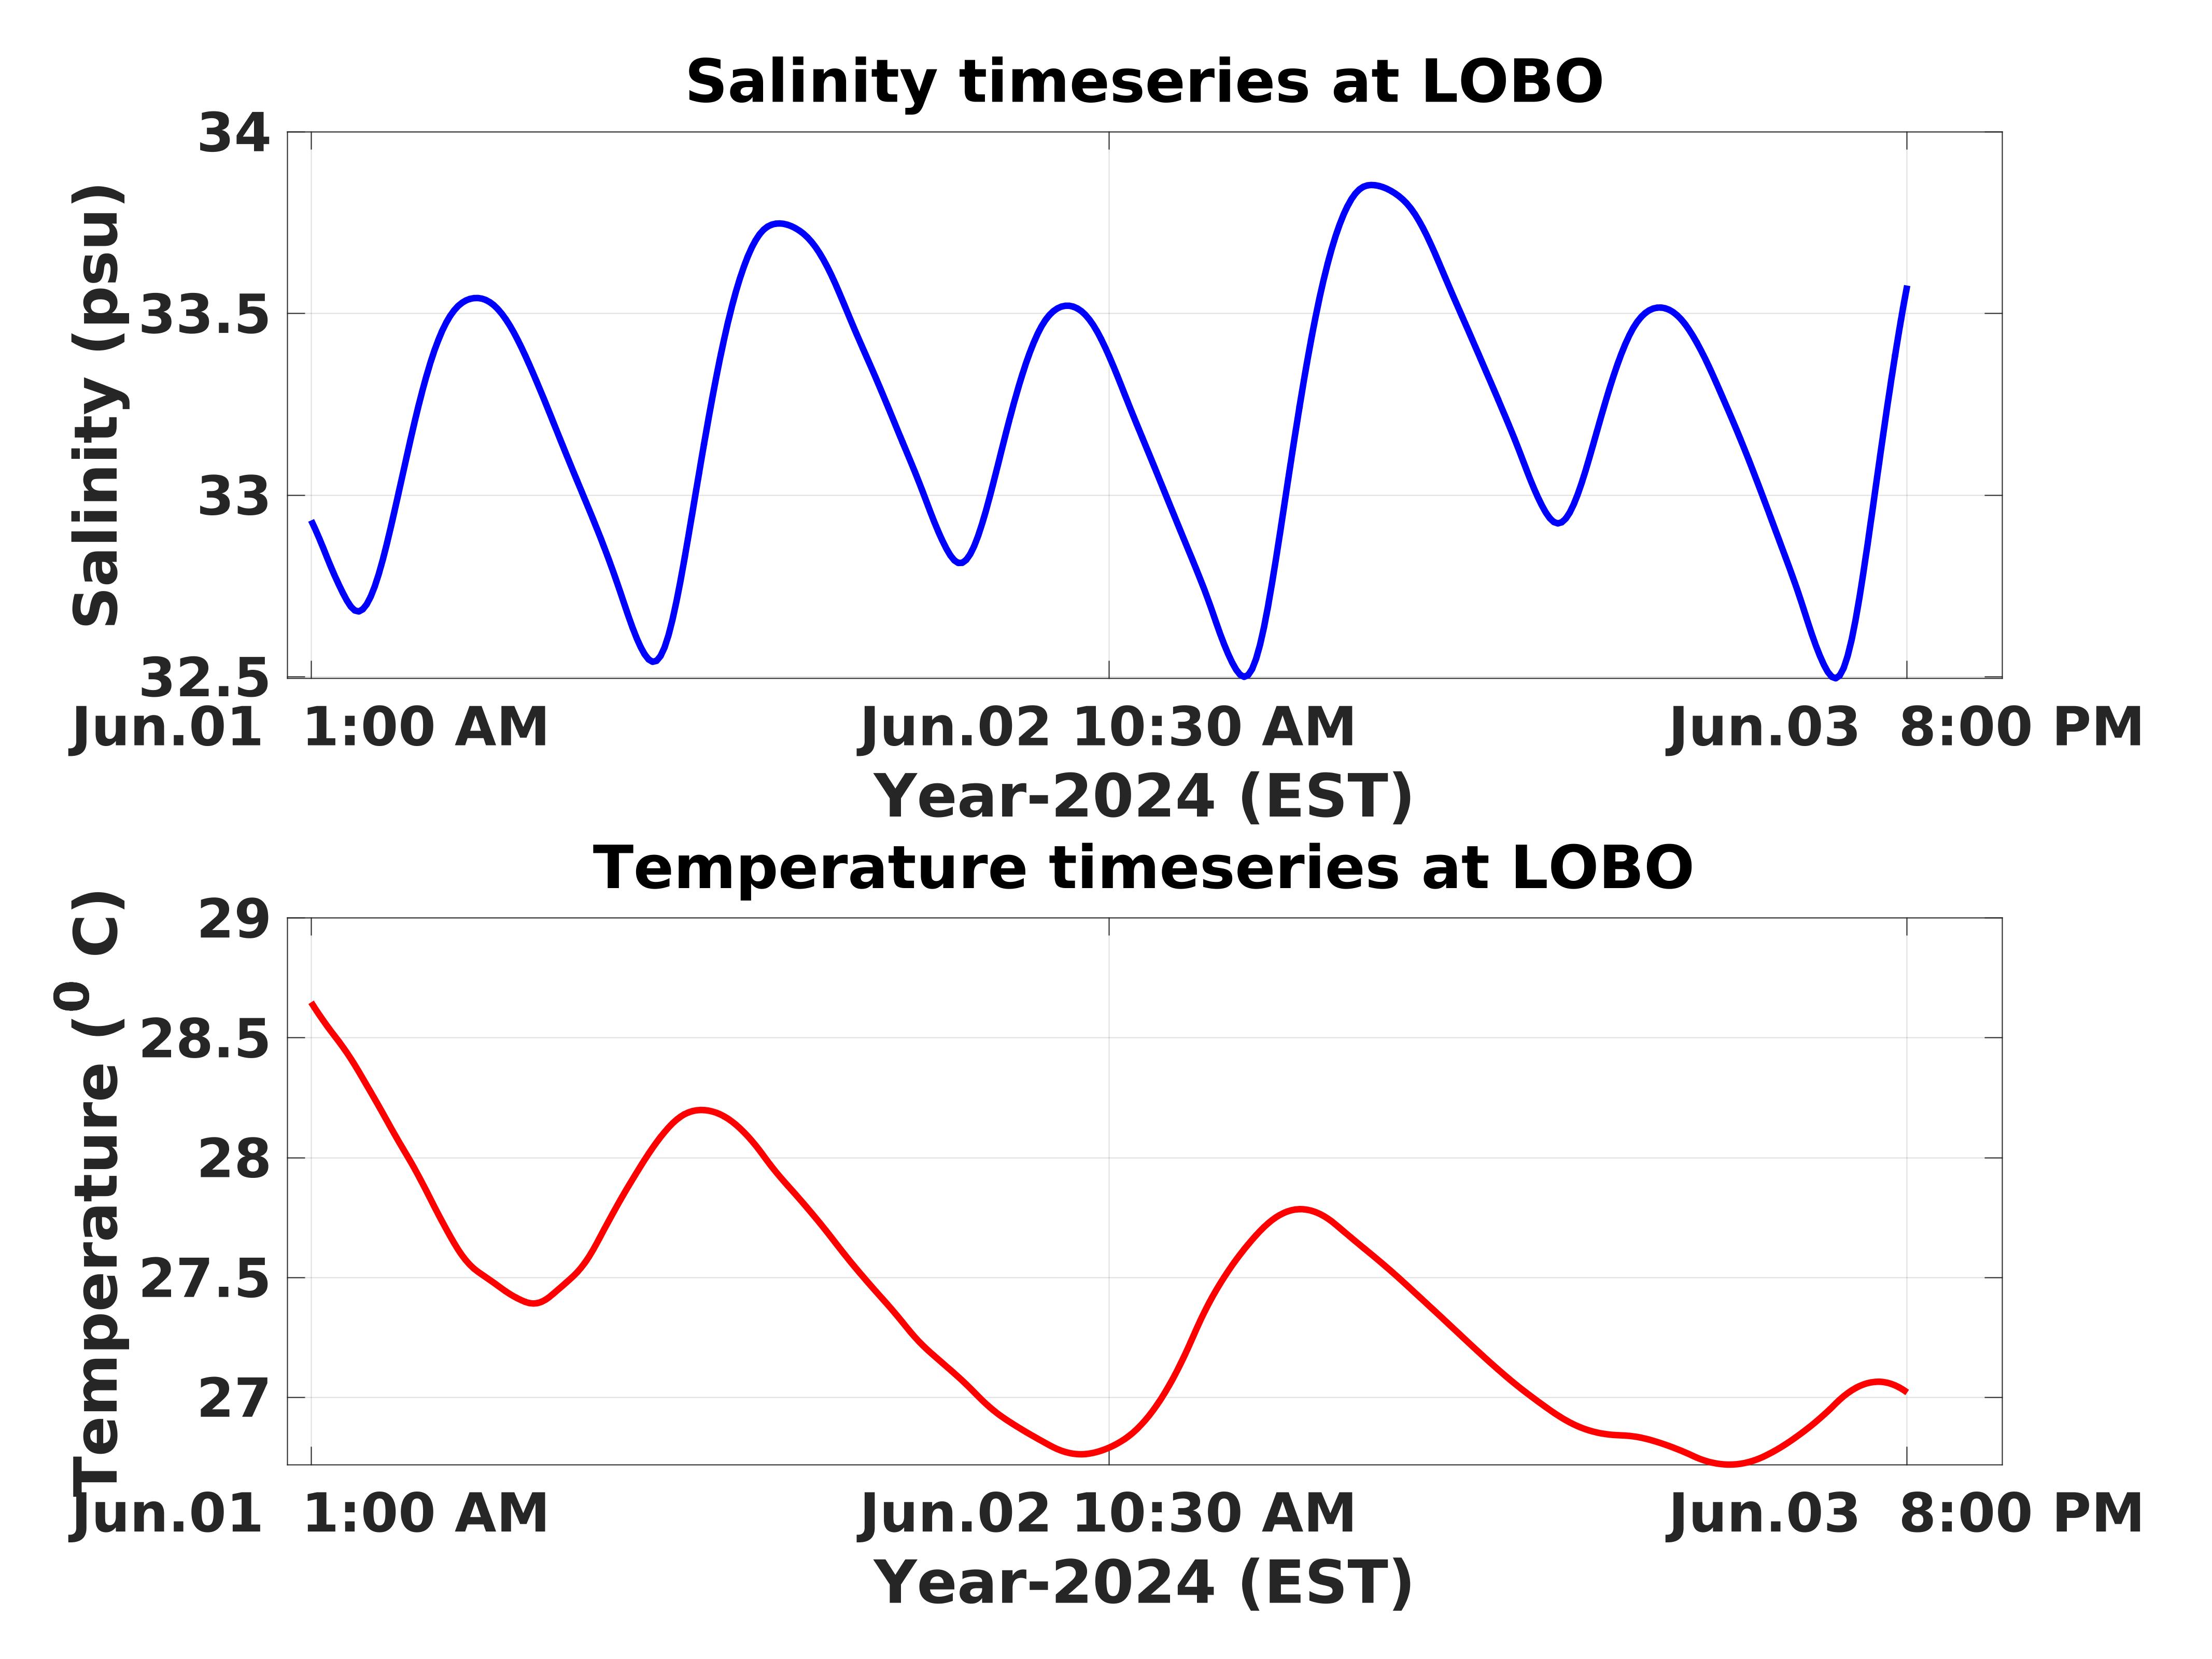 Salinity timeseries at LOBO
Salinity (psu)
34
33.5
33
32.5
Jun.01 1:00 AM
Jun.02 10:30 AM
Jun.03 8:00 PM
Year-2024 (EST)
Temperature timeseries at LOBO
Temperature (⁰ C)
29
28.5
28
27.5
27
Jun.01 1:00 AM
Jun.02 10:30 AM
Jun.03 8:00 PM
Year-2024 (EST)